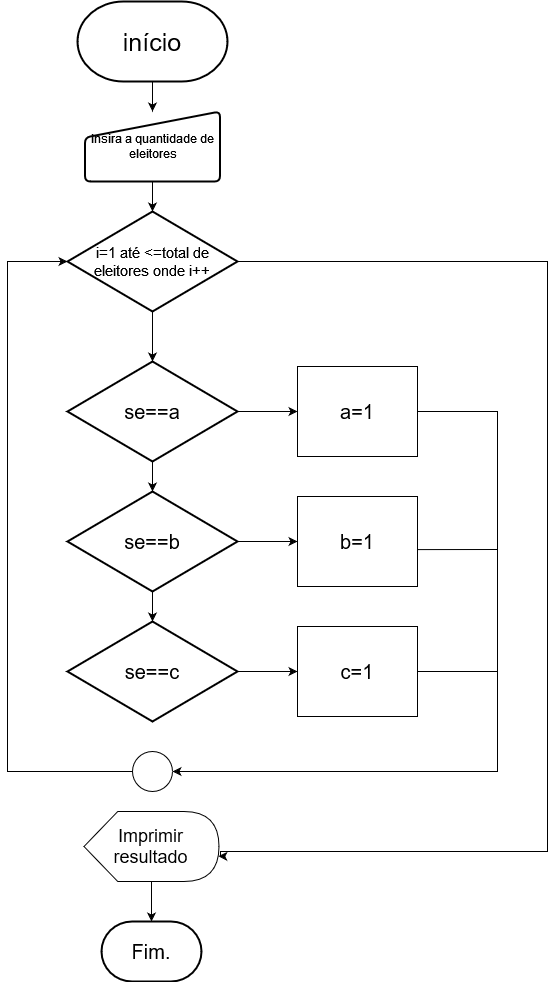 início
Insira a quantidade de
eleitores
i=1 até <=total de
eleitores onde i++
se==a
a=1
se==b
b=1
se==c
c=1
Imprimir
resultado
Fim.